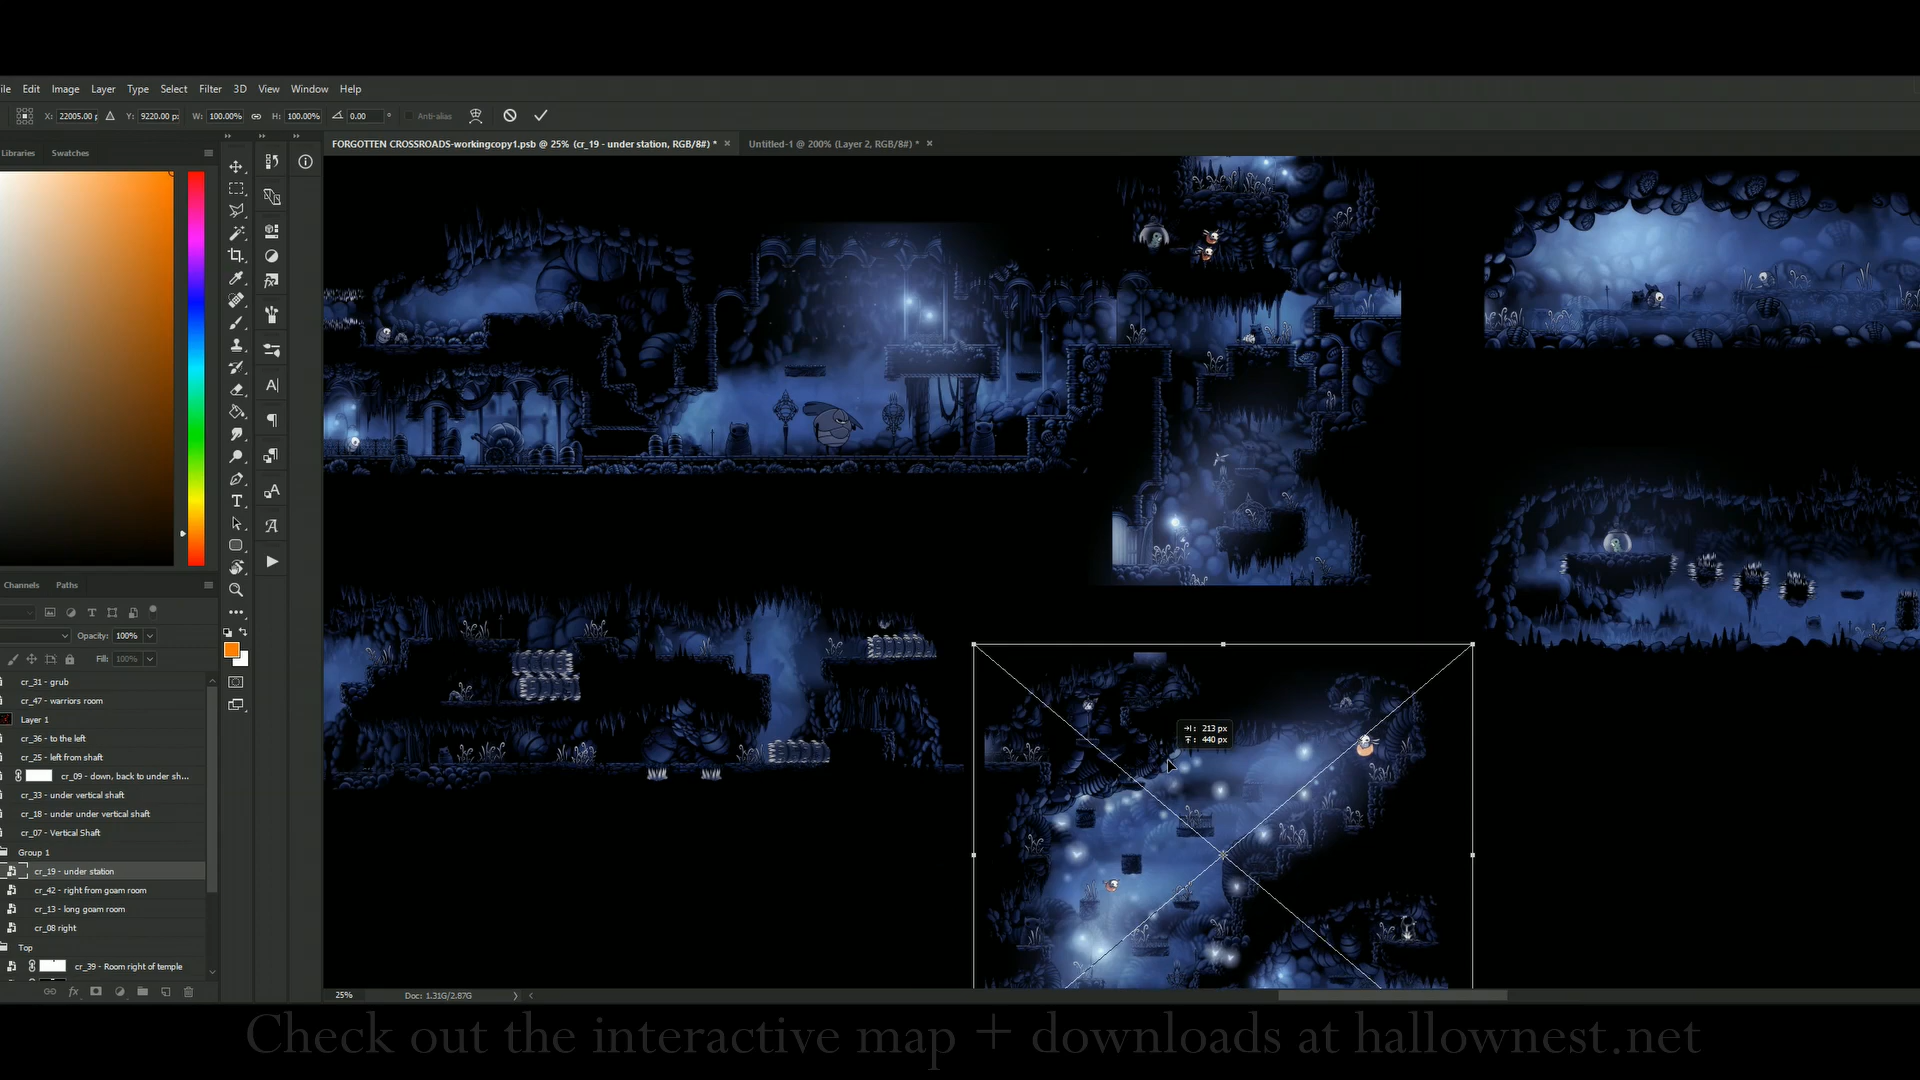 ile Edit Image Layer Type Select Filter 3D View Window Help
X: 22005.00 p Y: 9220.00 px W: 100.00% H: 100.00% 0.00 ° Anti-alias
Libraries Swatches
FORGOTTEN CROSSROADS-workingcopy1.psb @ 25% (cr_19 - under station, RGB/8#) * ×
Untitled-1 @ 200% (Layer 2, RGB/8#) * ×
Channels Paths
Opacity: 100%
Fill: 100%
cr_31 - grub
cr_47 - warriors room
Layer 1
cr_36 - to the left
cr_25 - left from shaft
cr_09 - down, back to under sh...
cr_33 - under vertical shaft
cr_18 - under under vertical shaft
cr_07 - Vertical Shaft
Group 1
cr_19 - under station
cr_42 - right from goam room
cr_13 - long goam room
cr_08 right
Top
cr_39 - Room right of temple
213 px
440 px
25% Doc: 1.31G/2.87G
Check out the interactive map + downloads at hallownest.net